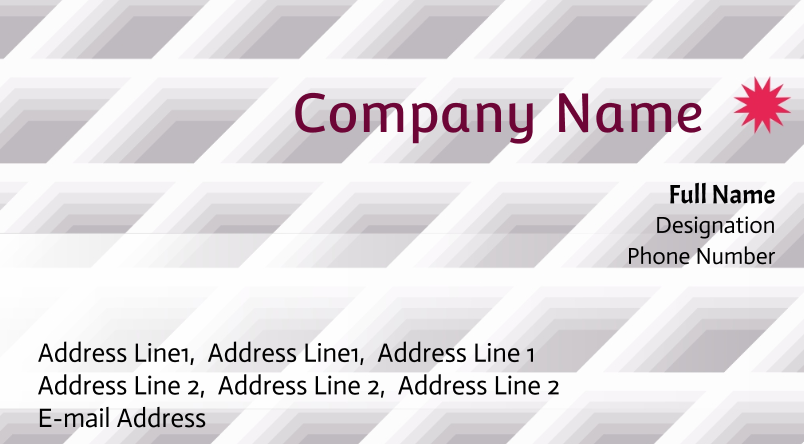 Company Name
Full Name
Designation
Phone Number
Address Line1, Address Line1, Address Line 1
Address Line 2, Address Line 2, Address Line 2
E-mail Address